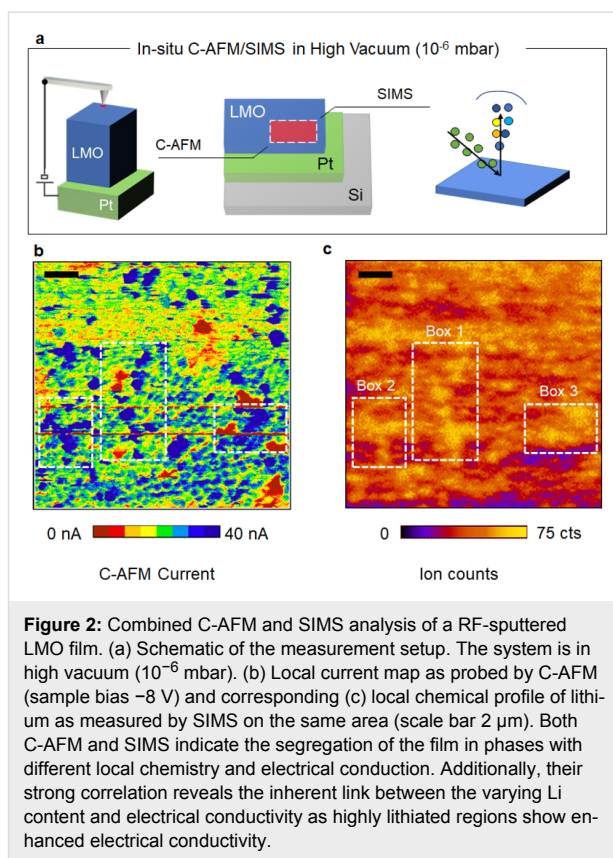 a
In-situ C-AFM/SIMS in High Vacuum (10⁻⁶ mbar)
LMO
Pt
C-AFM
LMO
SIMS
Pt
Si
b
c
Box 1
Box 2
Box 3
0 nA
40 nA
0
75 cts
C-AFM Current
Ion counts
Figure 2: Combined C-AFM and SIMS analysis of a RF-sputtered
LMO film. (a) Schematic of the measurement setup. The system is in
high vacuum (10⁻⁶ mbar). (b) Local current map as probed by C-AFM
(sample bias −8 V) and corresponding (c) local chemical profile of lithi-
um as measured by SIMS on the same area (scale bar 2 μm). Both
C-AFM and SIMS indicate the segregation of the film in phases with
different local chemistry and electrical conduction. Additionally, their
strong correlation reveals the inherent link between the varying Li
content and electrical conductivity as highly lithiated regions show en-
hanced electrical conductivity.